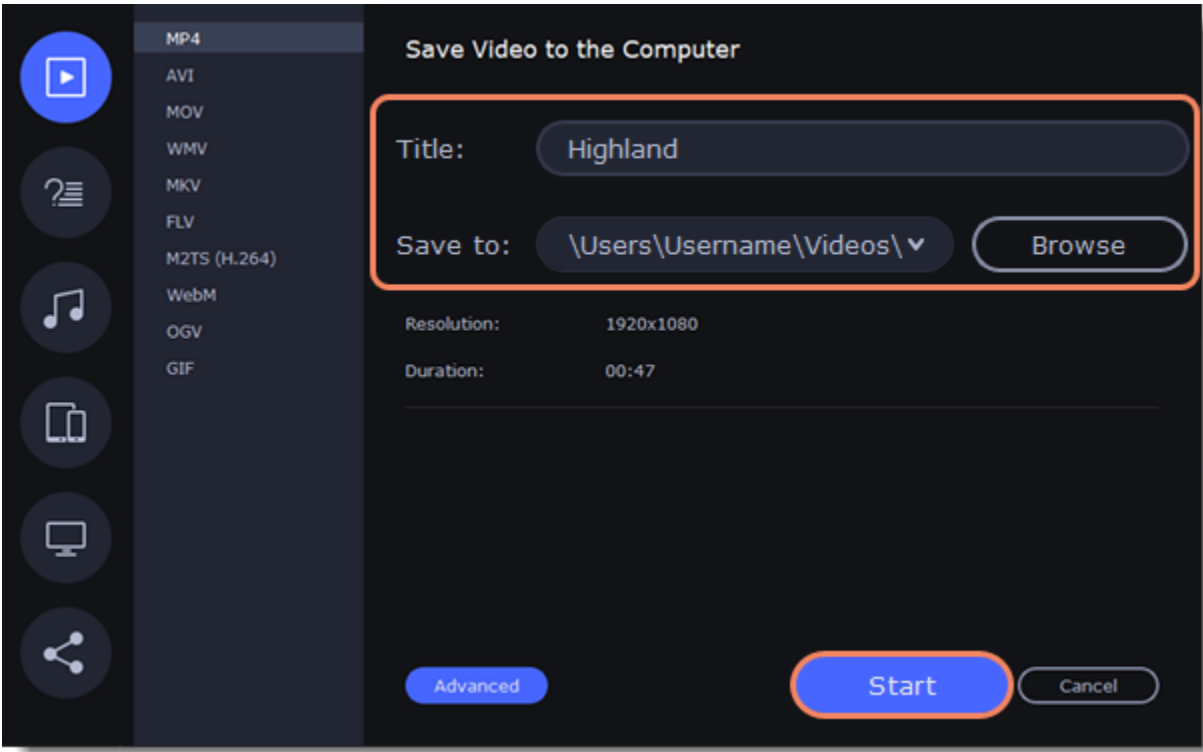 MP4
AVI
MOV
WMV
MKV
FLV
M2TS (H.264)
WebM
OGV
GIF
Save Video to the Computer
Title: Highland
Save to: \Users\Username\Videos\ Browse
Resolution: 1920x1080
Duration: 00:47
Advanced Start Cancel